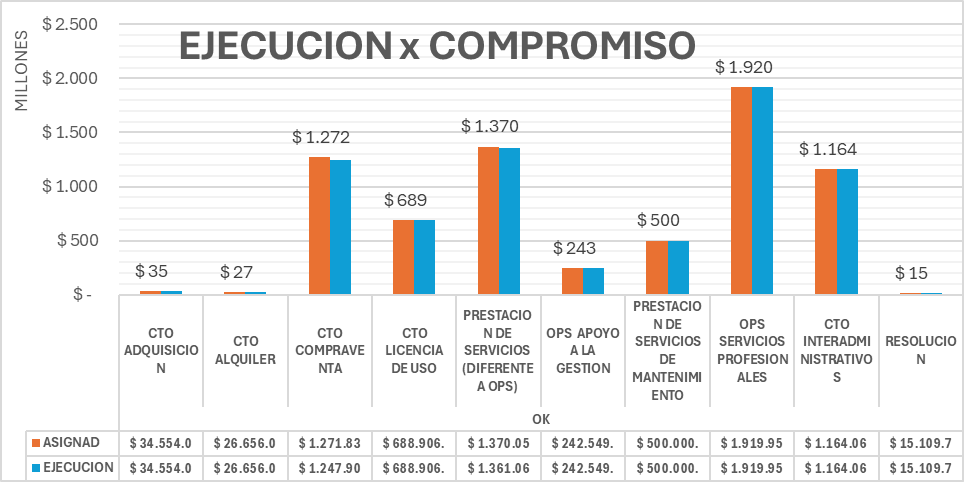 EJECUCION x COMPROMISO
MILLONES
$ 2.500
$ 2.000
$ 1.500
$ 1.000
$ 500
$ -
$ 35
$ 27
$ 1.272
$ 689
$ 1.370
$ 243
$ 500
$ 1.920
$ 1.164
$ 15
CTO
ADQUISICIO
N
CTO
ALQUILER
CTO
COMPRAVE
NTA
CTO
LICENCIA
DE USO
PRESTACIO
N DE
SERVICIOS
(DIFERENTE
A OPS)
OPS APOYO
A LA
GESTION
PRESTACIO
N DE
SERVICIOS
DE
MANTENIMI
ENTO
OPS
SERVICIOS
PROFESION
ALES
CTO
INTERADMI
NISTRATIVO
S
RESOLUCIO
N
OK
ASIGNAD $ 34.554.0 $ 26.656.0 $ 1.271.83 $ 688.906. $ 1.370.05 $ 242.549. $ 500.000. $ 1.919.95 $ 1.164.06 $ 15.109.7
EJECUCION $ 34.554.0 $ 26.656.0 $ 1.247.90 $ 688.906. $ 1.361.06 $ 242.549. $ 500.000. $ 1.919.95 $ 1.164.06 $ 15.109.7